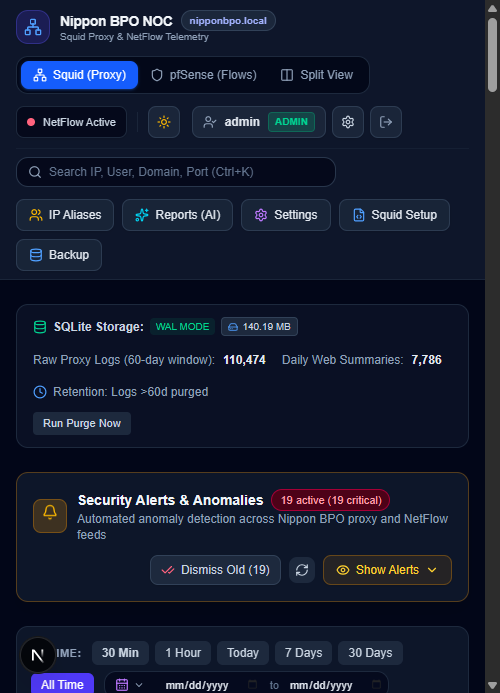 Nippon BPO NOC nipponbpo.local
Squid Proxy & NetFlow Telemetry
Squid (Proxy) pfSense (Flows) Split View
NetFlow Active admin ADMIN
Search IP, User, Domain, Port (Ctrl+K)
IP Aliases Reports (AI) Settings Squid Setup
Backup
SQLite Storage: WAL MODE 140.19 MB
Raw Proxy Logs (60-day window): 110,474 Daily Web Summaries: 7,786
Retention: Logs >60d purged
Run Purge Now
Security Alerts & Anomalies 19 active (19 critical)
Automated anomaly detection across Nippon BPO proxy and NetFlow
feeds
Dismiss Old (19) Show Alerts
N IME: 30 Min 1 Hour Today 7 Days 30 Days
All Time mm/dd/yyyy to mm/dd/yyyy